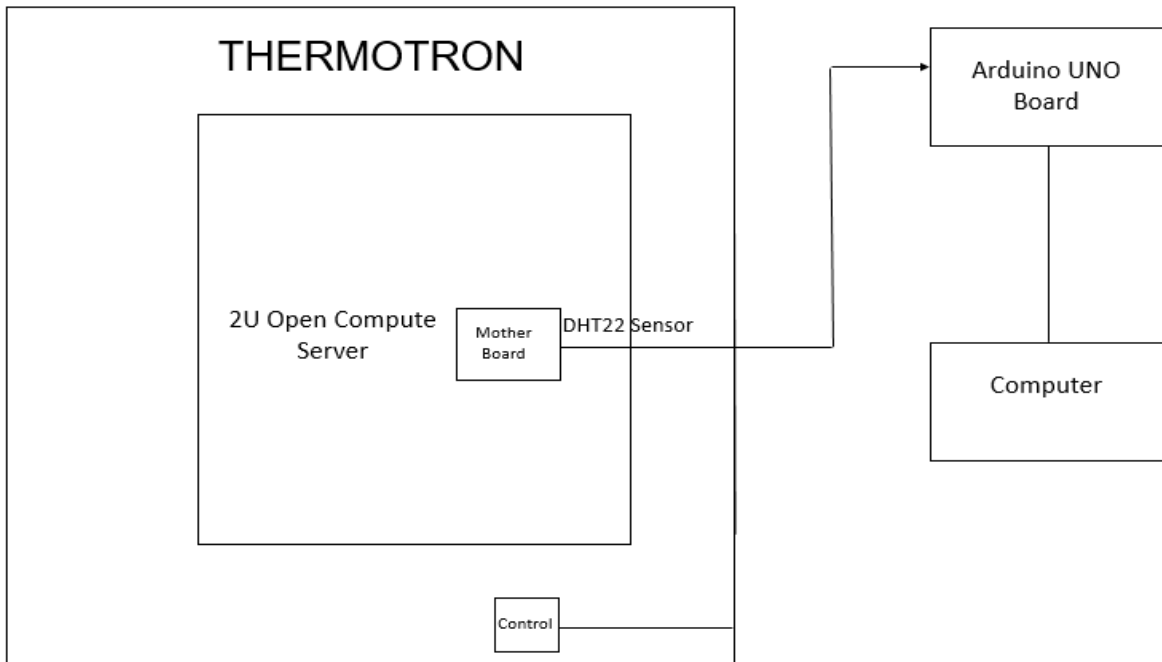 THERMOTRON
Arduino UNO
Board
2U Open Compute
Server
Mother
Board
DHT22 Sensor
Computer
Control